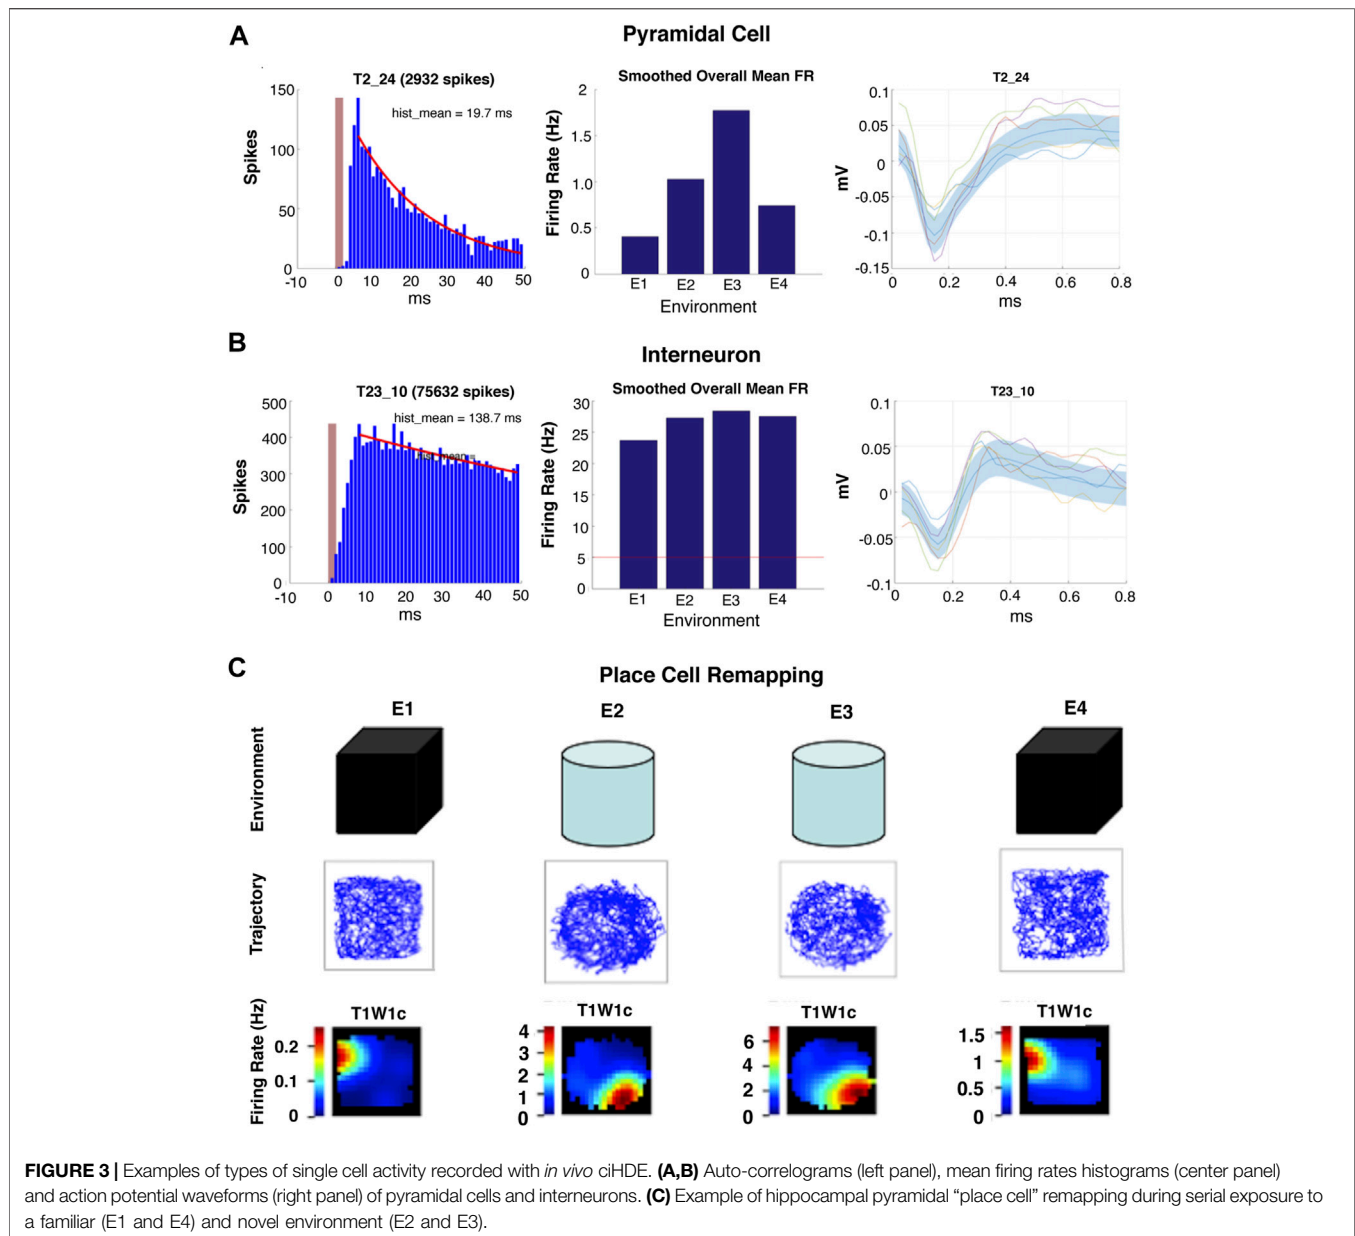 A
Pyramidal Cell
T2_24 (2932 spikes)
hist_mean = 19.7 ms
Spikes
150
100
50
0
-10
0
10
20
30
40
50
ms
Smoothed Overall Mean FR
Firing Rate (Hz)
2
1.5
1.0
0.5
0
E1
E2
E3
E4
Environment
T2_24
mV
0.1
0.05
0
-0.05
-0.1
-0.15
0
0.2
0.4
0.6
0.8
ms
B
Interneuron
T23_10 (75632 spikes)
hist_mean = 138.7 ms
hist_mean =
Spikes
500
400
300
200
100
0
-10
0
10
20
30
40
50
ms
Smoothed Overall Mean FR
Firing Rate (Hz)
30
25
20
15
10
5
0
E1
E2
E3
E4
Environment
T23_10
mV
0.1
0.05
0
-0.05
-0.1
0
0.2
0.4
0.6
0.8
ms
C
Place Cell Remapping
E1
E2
E3
E4
Environment
Trajectory
Firing Rate (Hz)
T1W1c
0.2
0.1
0
T1W1c
4
3
2
1
0
T1W1c
6
4
2
0
T1W1c
1.5
1
0.5
0
FIGURE 3 | Examples of types of single cell activity recorded with in vivo ciHDE. (A,B) Auto-correlograms (left panel), mean firing rates histograms (center panel)
and action potential waveforms (right panel) of pyramidal cells and interneurons. (C) Example of hippocampal pyramidal “place cell” remapping during serial exposure to
a familiar (E1 and E4) and novel environment (E2 and E3).